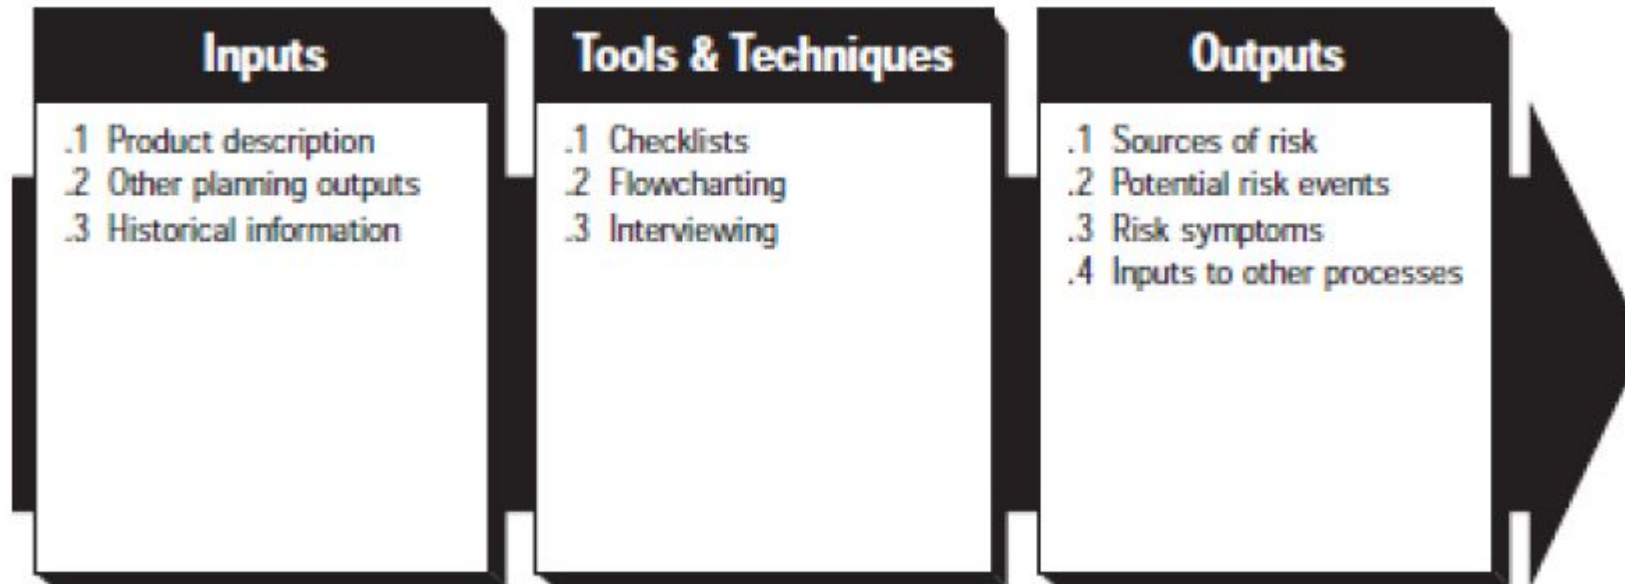 Inputs
.1 Product description
.2 Other planning outputs
.3 Historical information
Tools & Techniques
.1 Checklists
.2 Flowcharting
.3 Interviewing
Outputs
.1 Sources of risk
.2 Potential risk events
.3 Risk symptoms
.4 Inputs to other processes